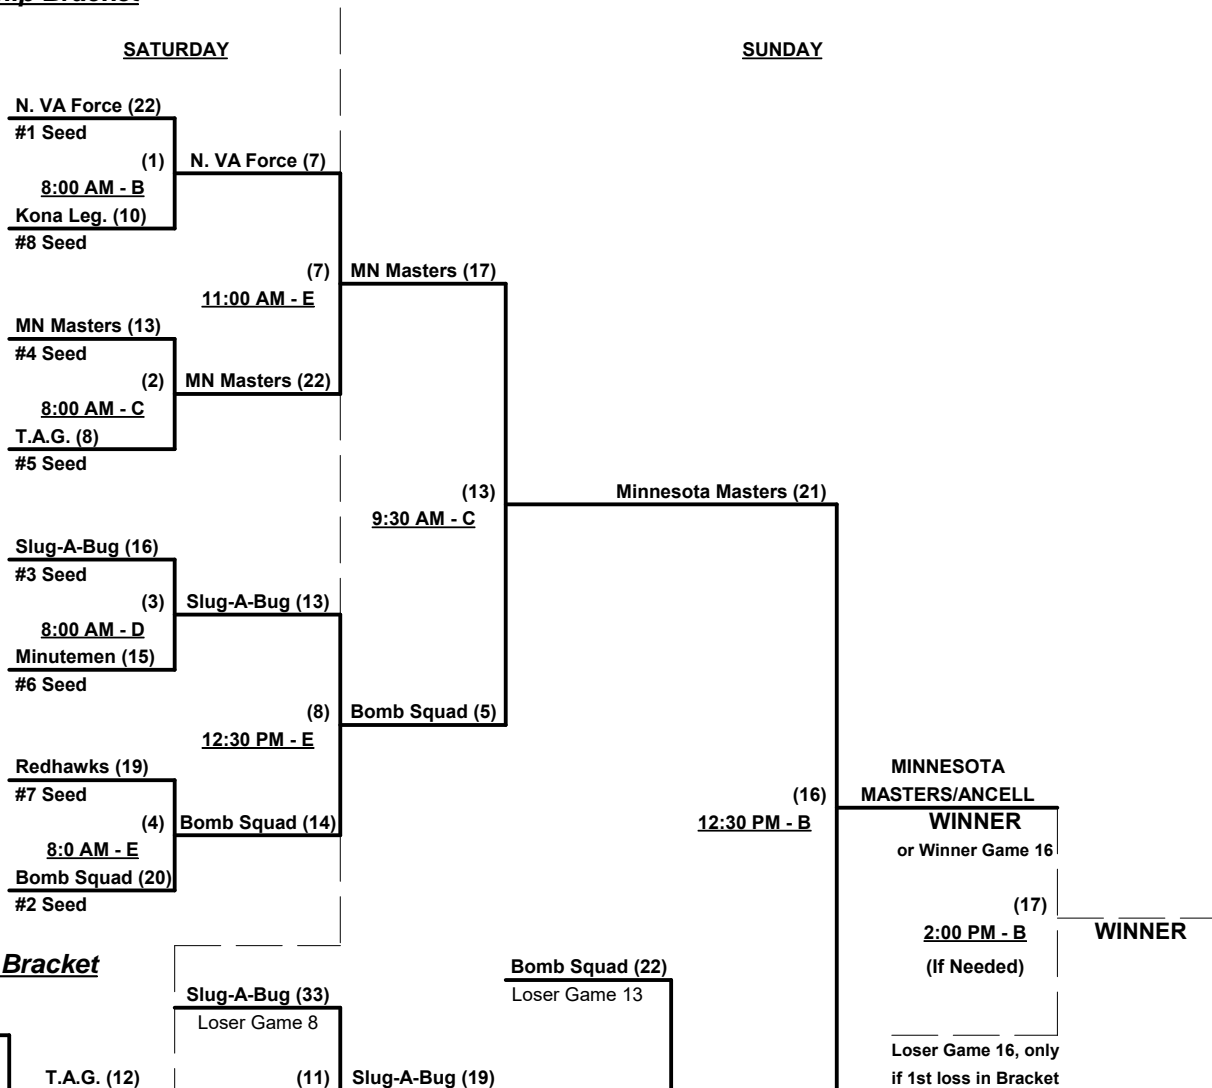 SATURDAY
SUNDAY
N. VA Force (22)
#1 Seed
(1)
N. VA Force (7)
8:00 AM - B
Kona Leg. (10)
#8 Seed
(7)
MN Masters (17)
11:00 AM - E
MN Masters (13)
#4 Seed
(2)
MN Masters (22)
8:00 AM - C
T.A.G. (8)
#5 Seed
(13)
Minnesota Masters (21)
9:30 AM - C
Slug-A-Bug (16)
#3 Seed
(3)
Slug-A-Bug (13)
8:00 AM - D
Minutemen (15)
#6 Seed
(8)
Bomb Squad (5)
12:30 PM - E
Redhawks (19)
#7 Seed
MINNESOTA
MASTERS/ANCELL
(16)
12:30 PM - B
WINNER
or Winner Game 16
(4)
Bomb Squad (14)
8:0 AM - E
Bomb Squad (20)
#2 Seed
(17)
2:00 PM - B
(If Needed)
WINNER
Bracket
Bomb Squad (22)
Loser Game 13
Slug-A-Bug (33)
Loser Game 8
Loser Game 16, only
if 1st loss in Bracket
T.A.G. (12)
(11)
Slug-A-Bug (19)